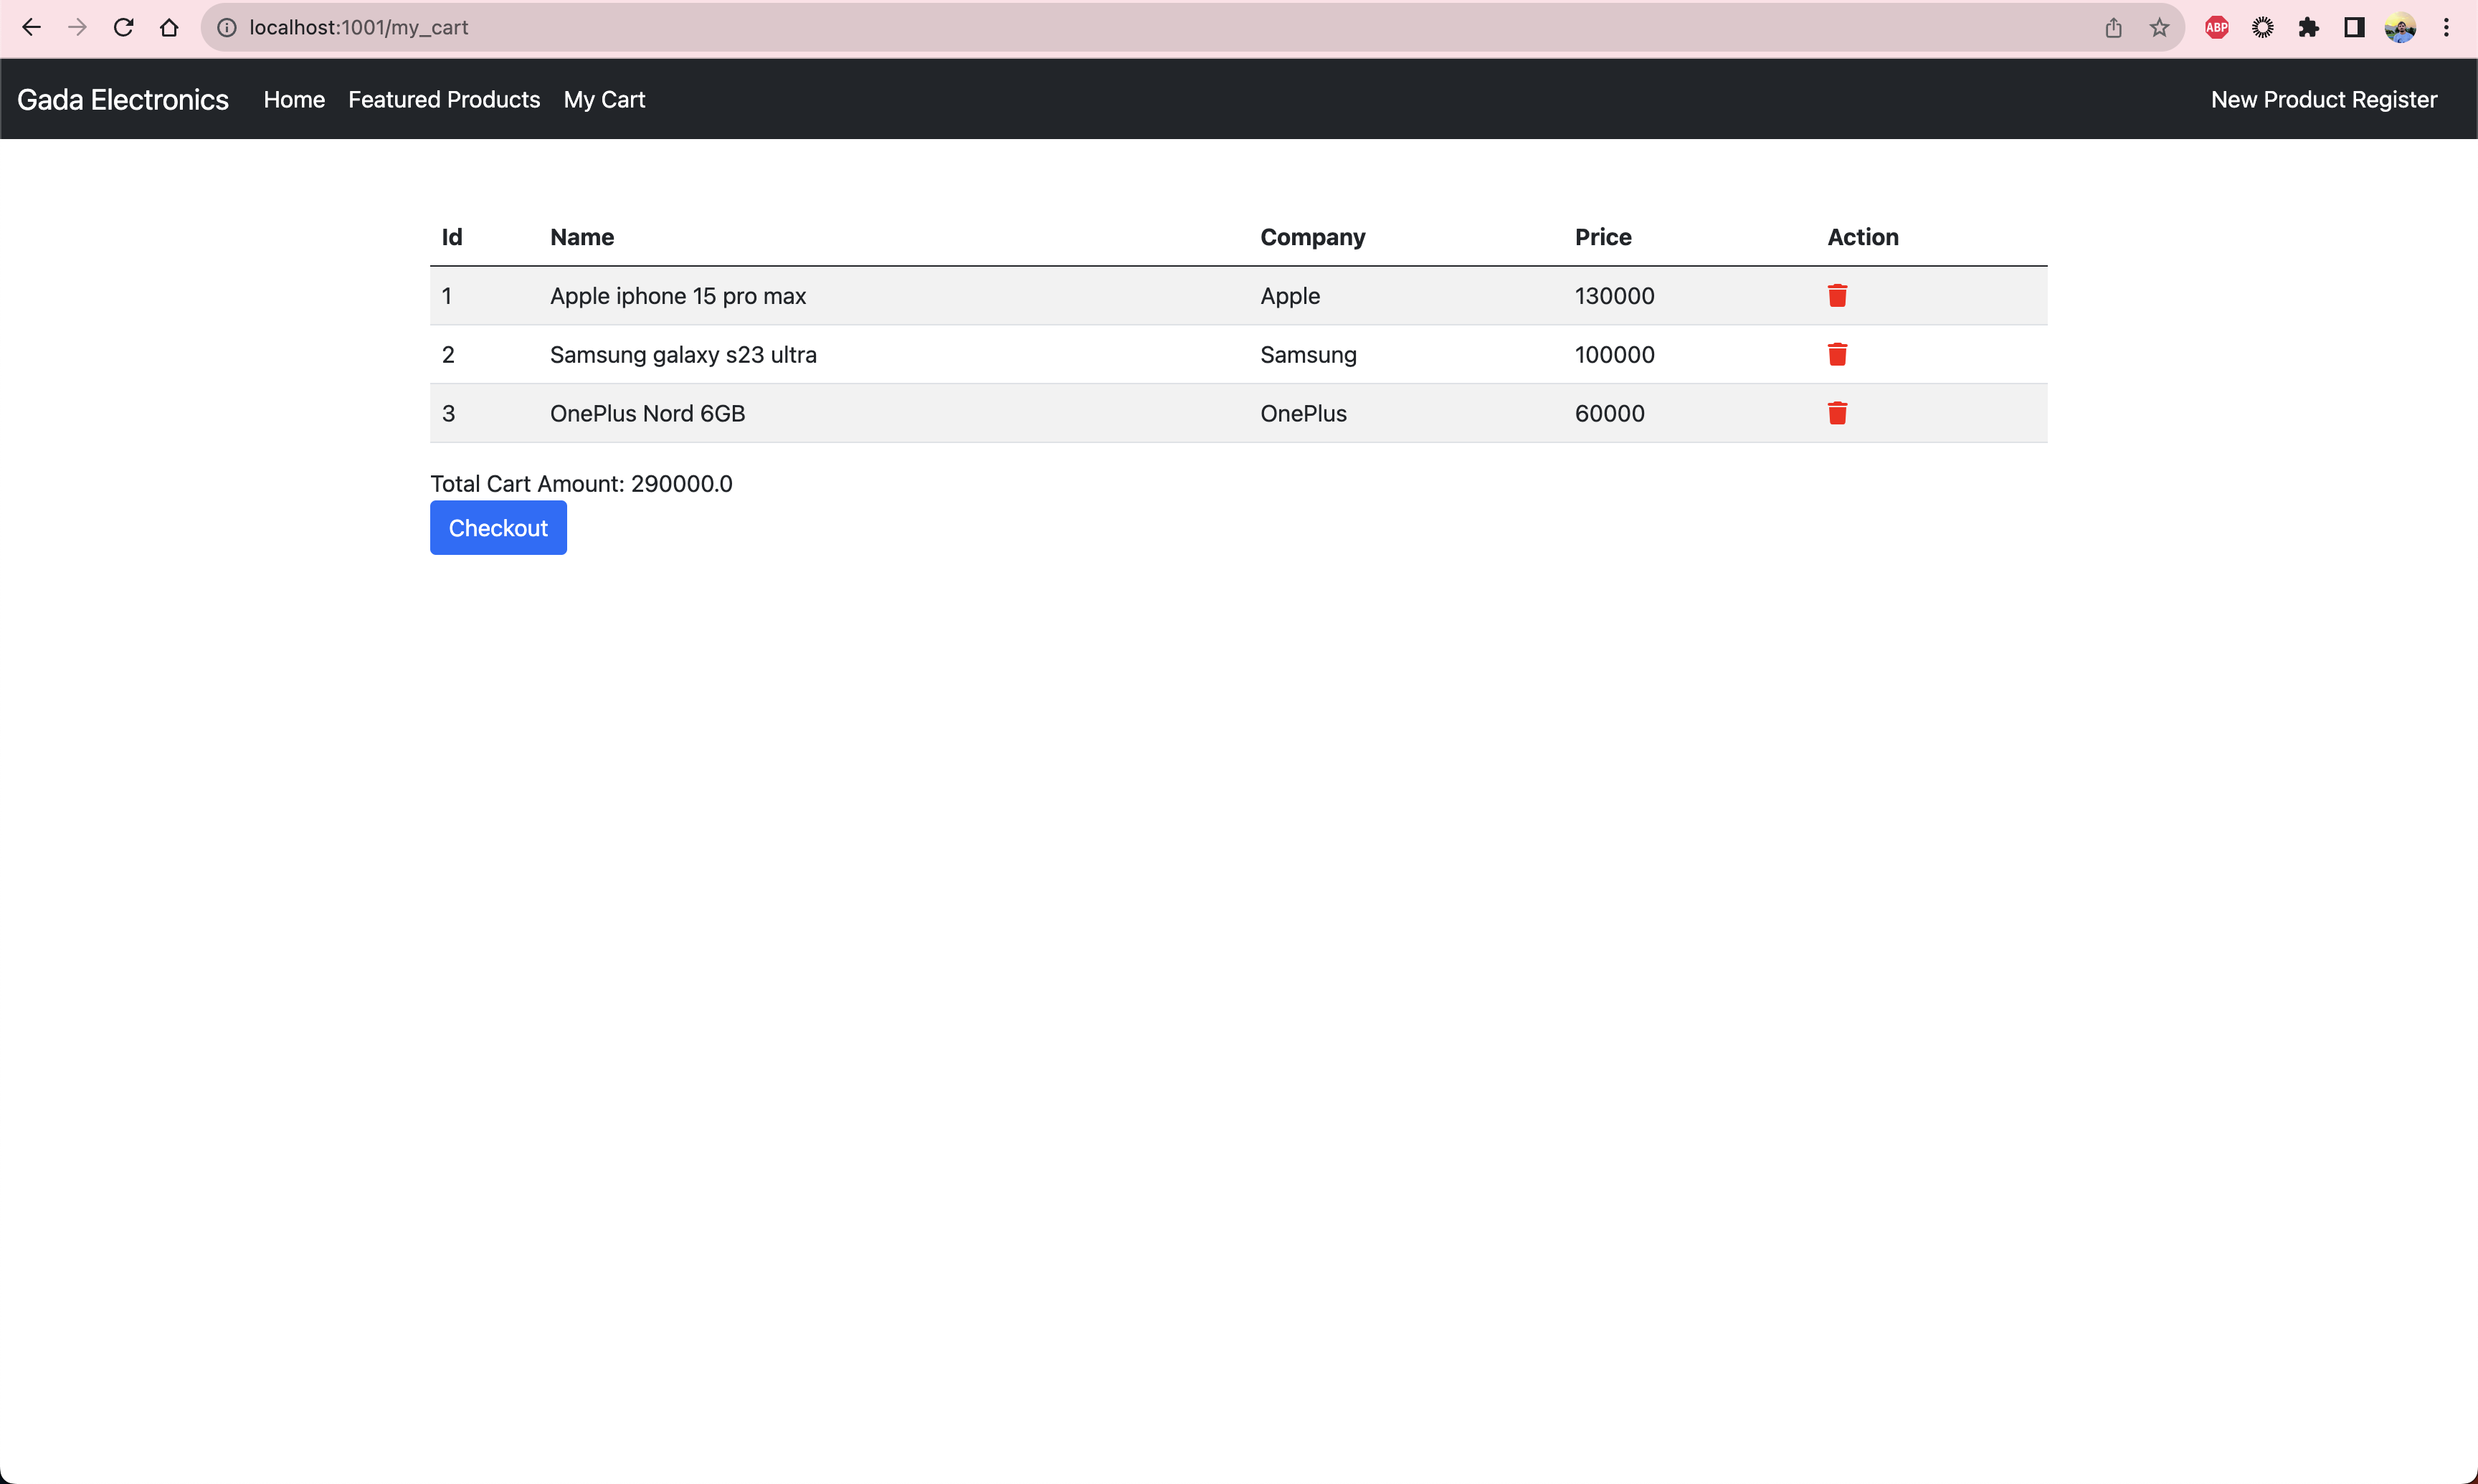 localhost:1001/my_cart
ABP
Gada Electronics Home Featured Products My Cart New Product Register
Id Name Company Price Action
1 Apple iphone 15 pro max Apple 130000
2 Samsung galaxy s23 ultra Samsung 100000
3 OnePlus Nord 6GB OnePlus 60000
Total Cart Amount: 290000.0
Checkout